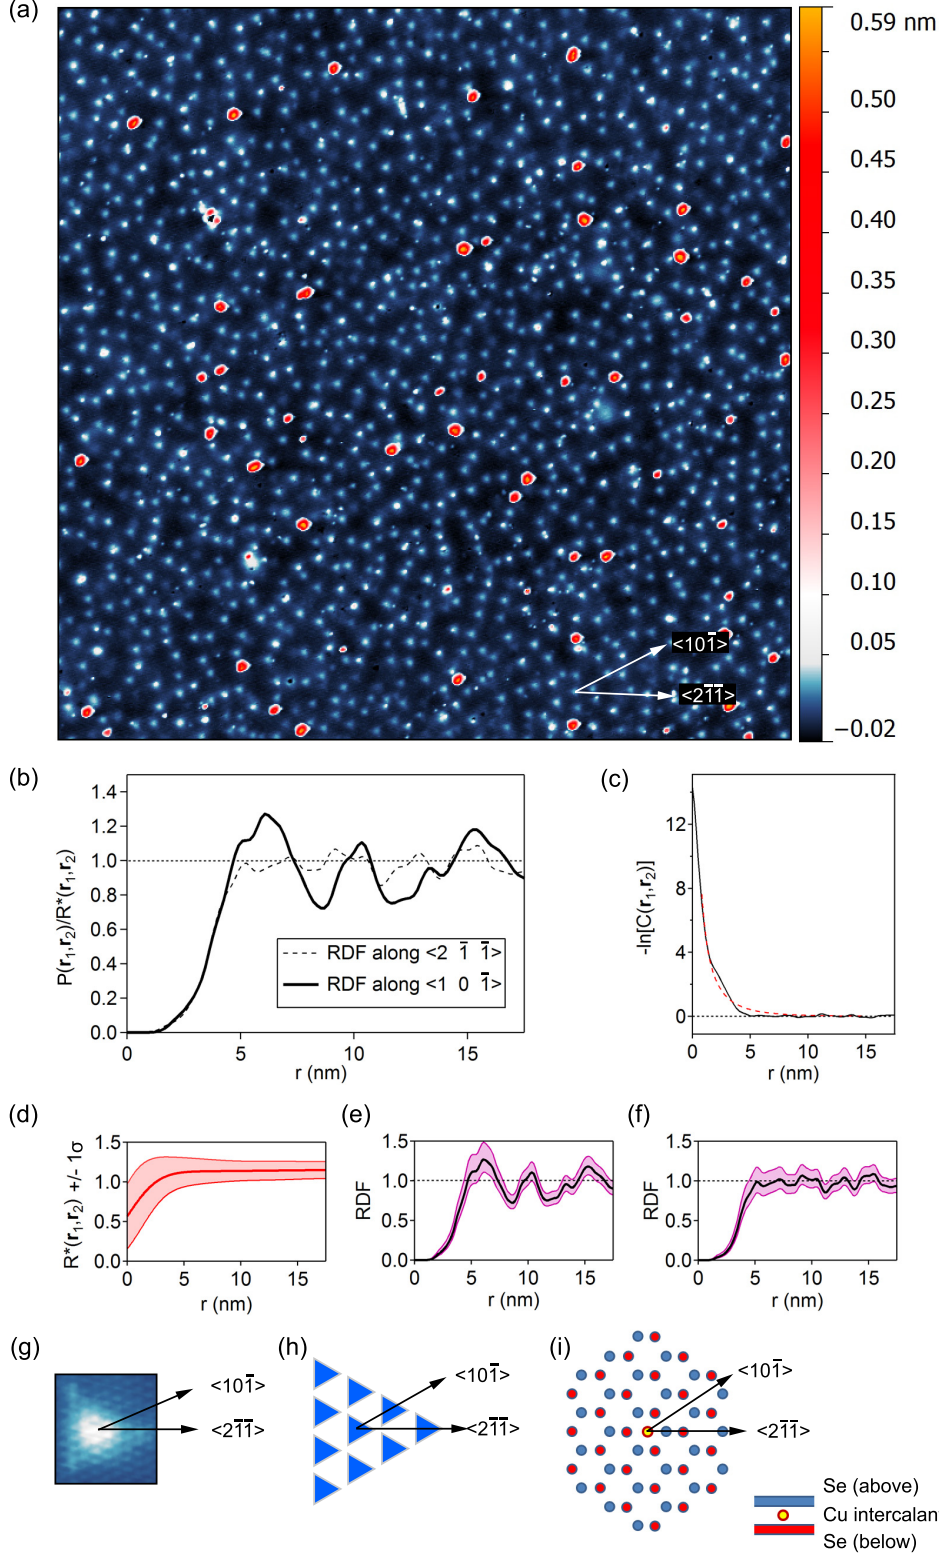 (a)
0.59 nm
0.50
0.45
0.40
0.35
0.30
0.25
0.20
0.15
0.10
0.05
−0.02
<101̅>
<21̅1̅>
(b)
P(r₁,r₂)/R*(r₁,r₂)
1.4
1.2
1.0
0.8
0.6
0.4
0.2
0.0
RDF along <2 1̅ 1̅>
RDF along <1 0 1̅>
0
5
10
15
r (nm)
(c)
-ln[C(r₁,r₂)]
12
8
4
0
0
5
10
15
r (nm)
(d)
R*(r₁,r₂) +/- 1σ
1.5
1.0
0.5
0.0
0
5
10
15
r (nm)
(e)
RDF
1.5
1.0
0.5
0.0
0
5
10
15
r (nm)
(f)
RDF
1.5
1.0
0.5
0.0
0
5
10
15
r (nm)
(g)
<101̅>
<21̅1̅>
(h)
<101̅>
<21̅1̅>
(i)
<101̅>
<21̅1̅>
Se (above)
Cu intercalan
Se (below)